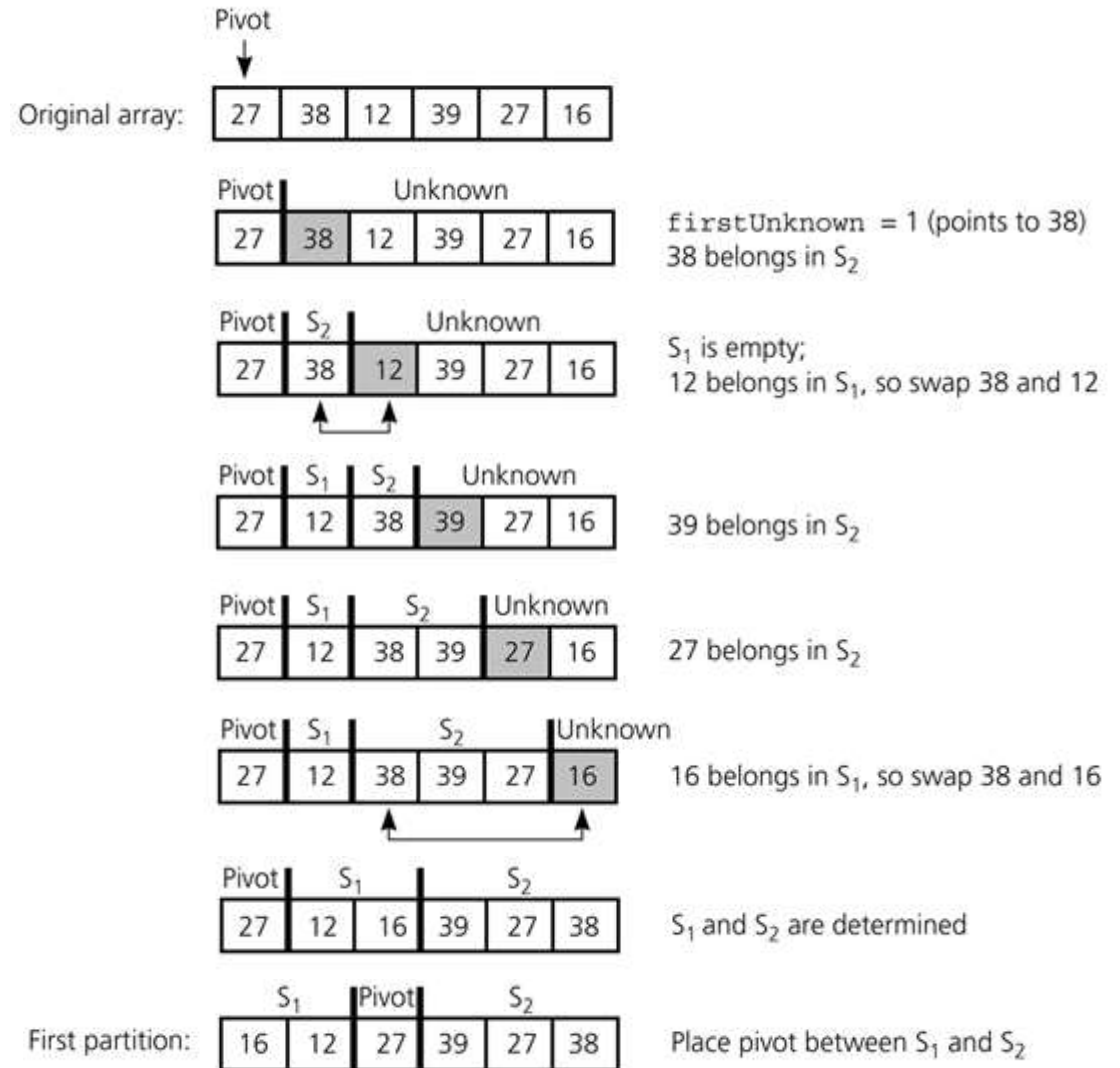 Pivot
Original array: 27 38 12 39 27 16
Pivot Unknown
27 38 12 39 27 16
firstUnknown = 1 (points to 38)
38 belongs in S₂
Pivot S₂ Unknown
27 38 12 39 27 16
S₁ is empty;
12 belongs in S₁, so swap 38 and 12
Pivot S₁ S₂ Unknown
27 12 38 39 27 16
39 belongs in S₂
Pivot S₁ S₂ Unknown
27 12 38 39 27 16
27 belongs in S₂
Pivot S₁ S₂ Unknown
27 12 38 39 27 16
16 belongs in S₁, so swap 38 and 16
Pivot S₁ S₂
27 12 16 39 27 38
S₁ and S₂ are determined
S₁ Pivot S₂
First partition: 16 12 27 39 27 38
Place pivot between S₁ and S₂